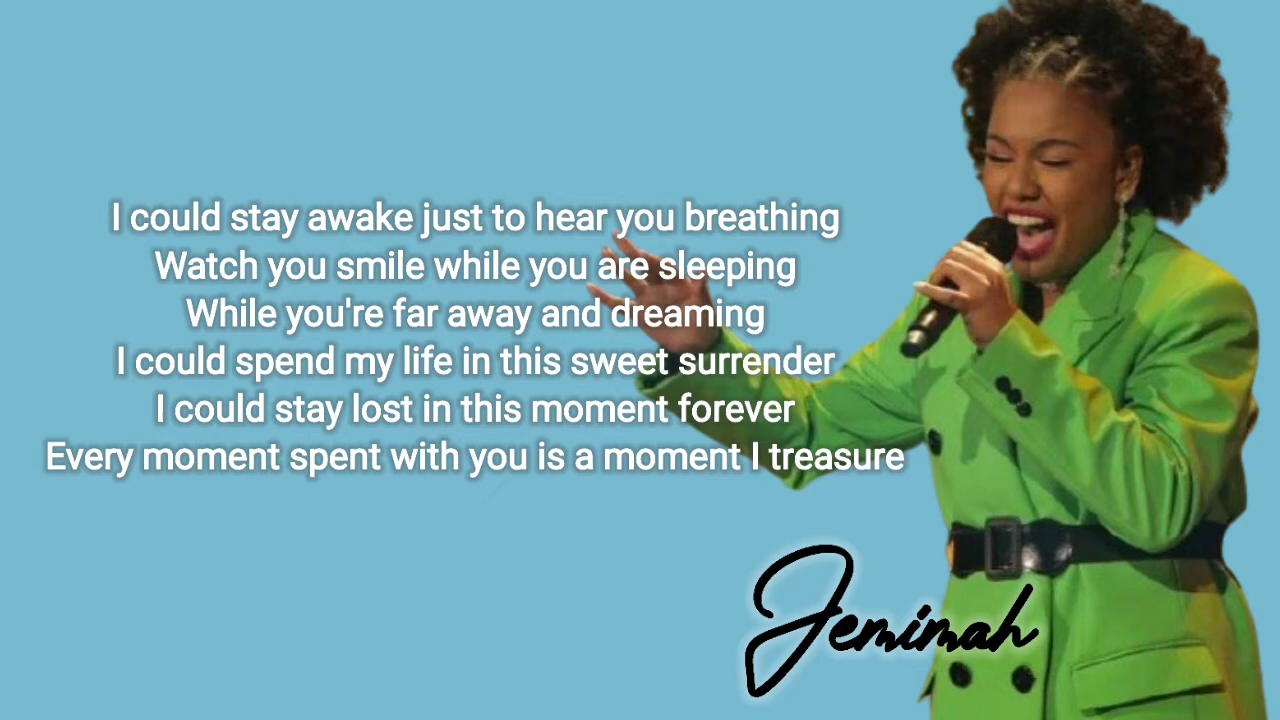 I could stay awake just to hear you breathing
Watch you smile while you are sleeping
While you're far away and dreaming
I could spend my life in this sweet surrender
I could stay lost in this moment forever
Every moment spent with you is a moment I treasure
Jemimah